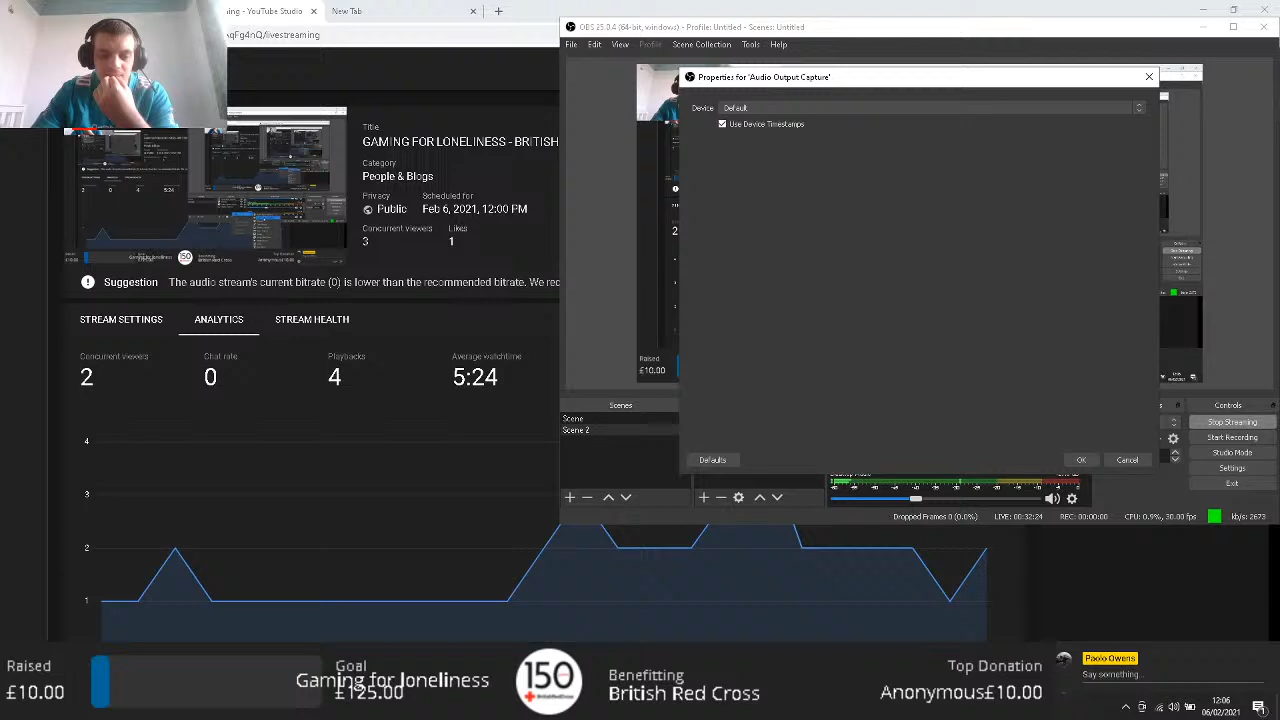 ning - YouTube Studio
New Tab
AqFg4nQ/livestreaming
OBS 25.0.4 (64-bit, windows) - Profile: Untitled - Scenes: Untitled
File Edit View Profile Scene Collection Tools Help
Properties for 'Audio Output Capture'
Device Default
Use Device Timestamps
Title
GAMING FOR LONELINESS - BRITISH
Category
People & Blogs
Privacy Scheduled for
Public Feb 6, 2021, 12:00 PM
Concurrent viewers Likes
3 1
Suggestion The audio stream's current bitrate (0) is lower than the recommended bitrate. We rec
STREAM SETTINGS ANALYTICS STREAM HEALTH
Concurrent viewers Chat rate Playbacks Average watchtime
2 0 4 5:24
4
3
2
1
Raised
£10.00
Scenes
Scene
Scene 2
Defaults OK Cancel
Controls
Stop Streaming
Start Recording
Studio Mode
Settings
Exit
Dropped Frames 0 (0.0%) LIVE: 00:32:24 REC: 00:00:00 CPU: 0.9%, 30.00 fps kb/s: 2673
Raised
£10.00
Goal
£125.00
Gaming for loneliness
150
Benefitting
British Red Cross
Top Donation
Anonymous£10.00
Paolo Owens
Say something...
12:06
06/02/2021